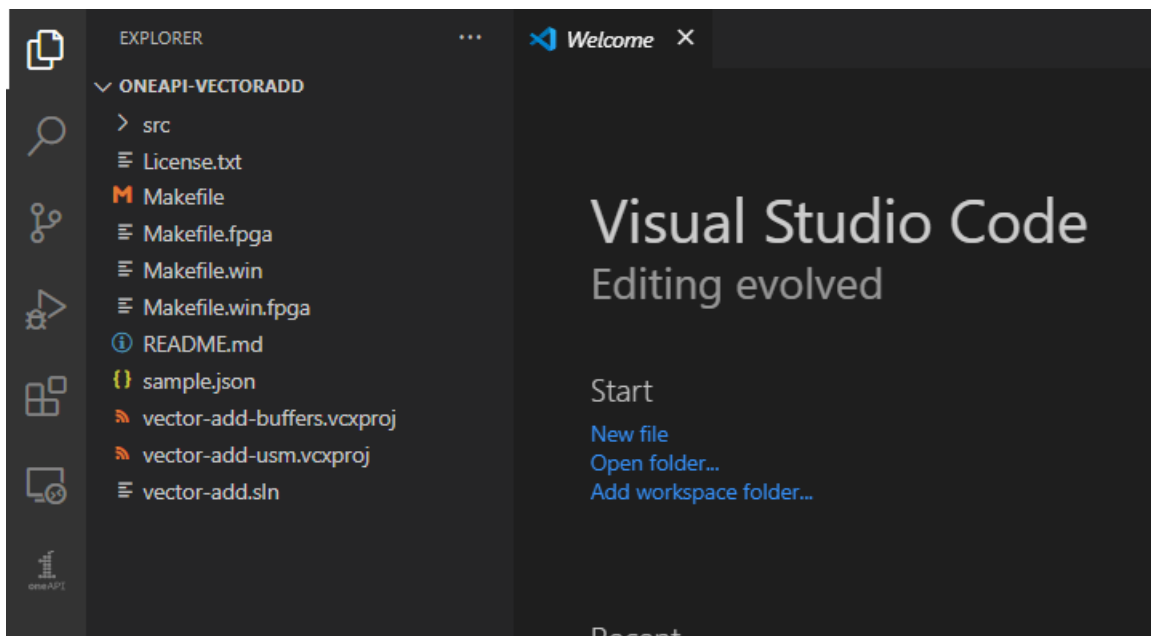 EXPLORER
Welcome
ONEAPI-VECTORADD
src
License.txt
Makefile
Makefile.fpga
Makefile.win
Makefile.win.fpga
README.md
sample.json
vector-add-buffers.vcxproj
vector-add-usm.vcxproj
vector-add.sln
oneAPI
Visual Studio Code
Editing evolved
Start
New file
Open folder...
Add workspace folder...
Recent